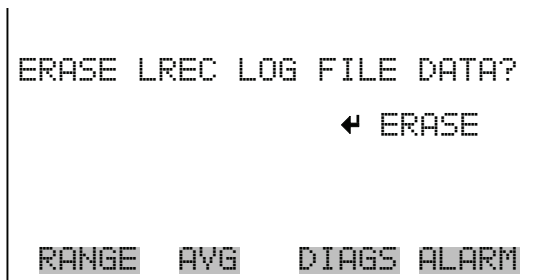 ERASE LREC LOG FILE DATA?
↵ ERASE
RANGE AVG DIAGS ALARM